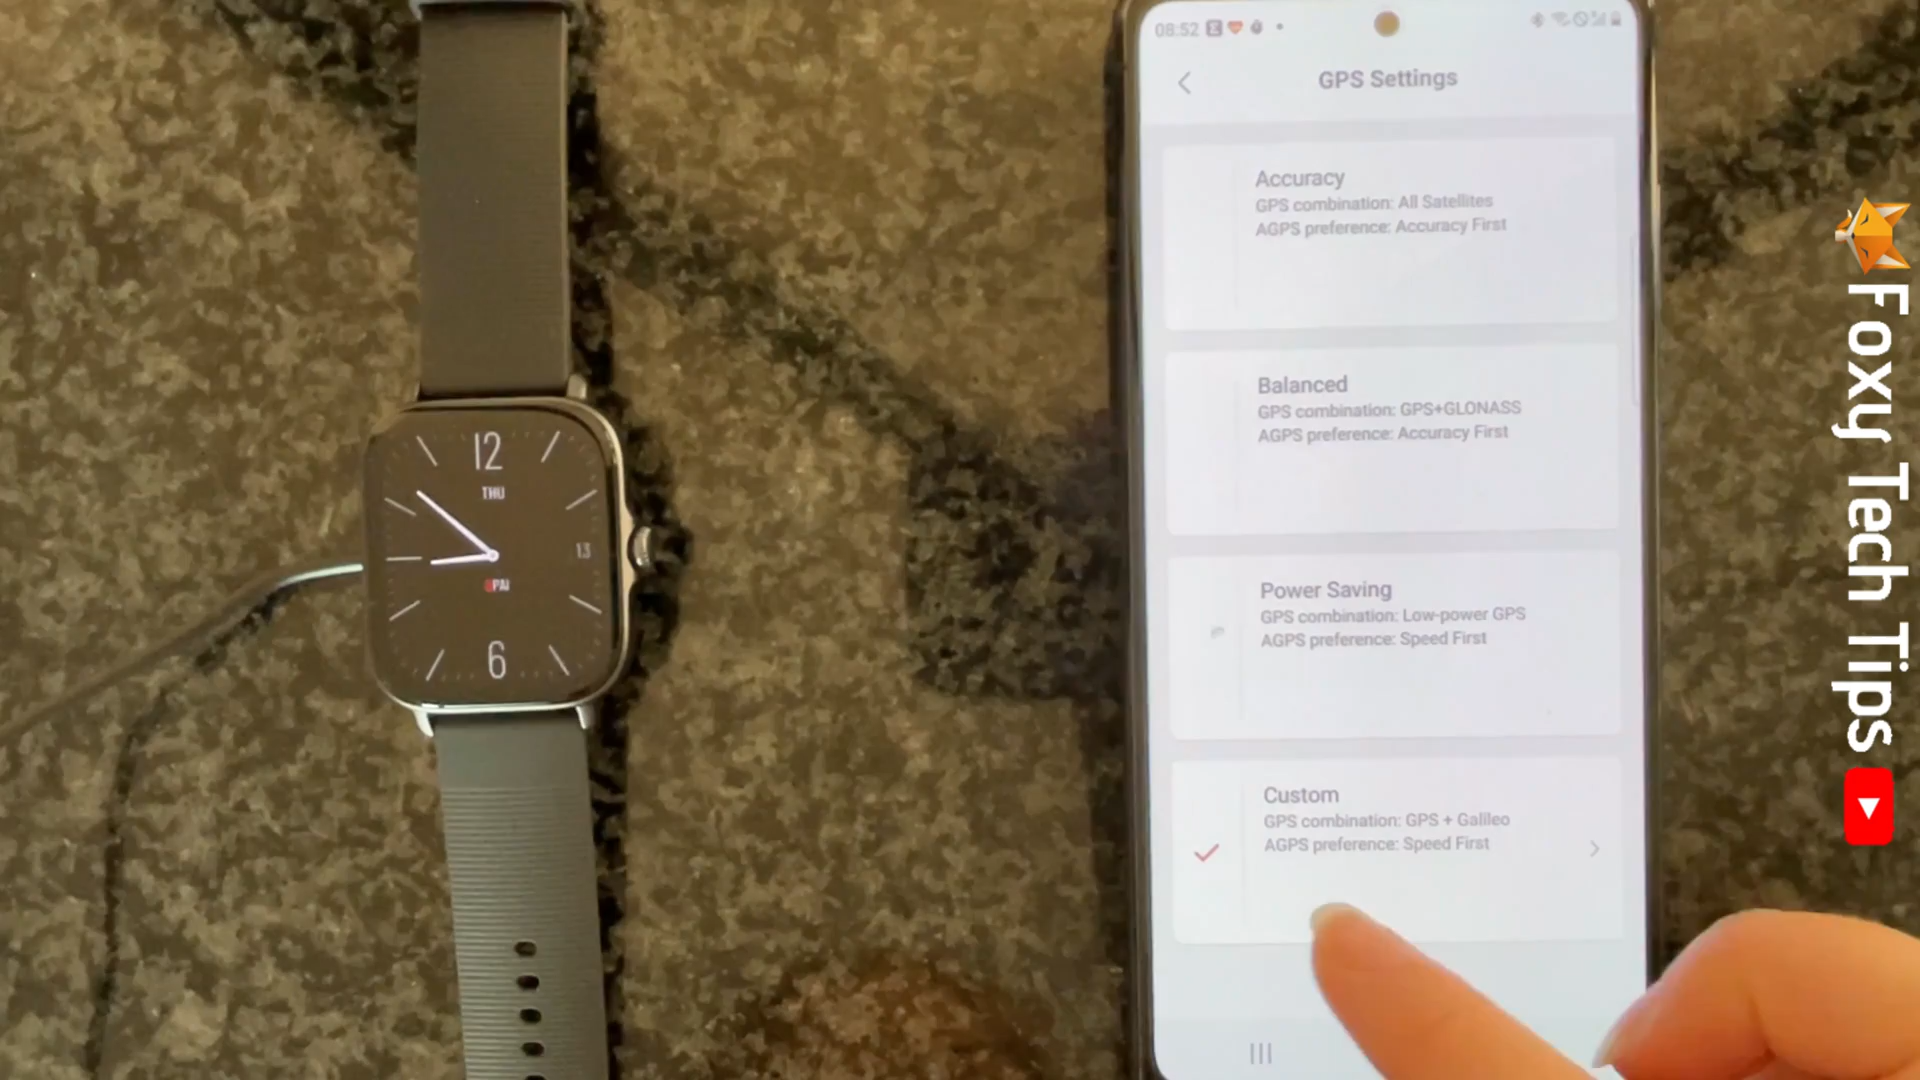 12
THU
13
PAI
6
08:52
GPS Settings
Accuracy
GPS combination: All Satellites
AGPS preference: Accuracy First
Balanced
GPS combination: GPS+GLONASS
AGPS preference: Accuracy First
Power Saving
GPS combination: Low-power GPS
AGPS preference: Speed First
Custom
GPS combination: GPS + Galileo
AGPS preference: Speed First
Foxy Tech Tips